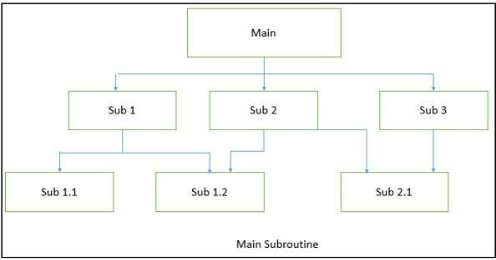 Main
Sub 1
Sub 2
Sub 3
Sub 1.1
Sub 1.2
Sub 2.1
Main Subroutine